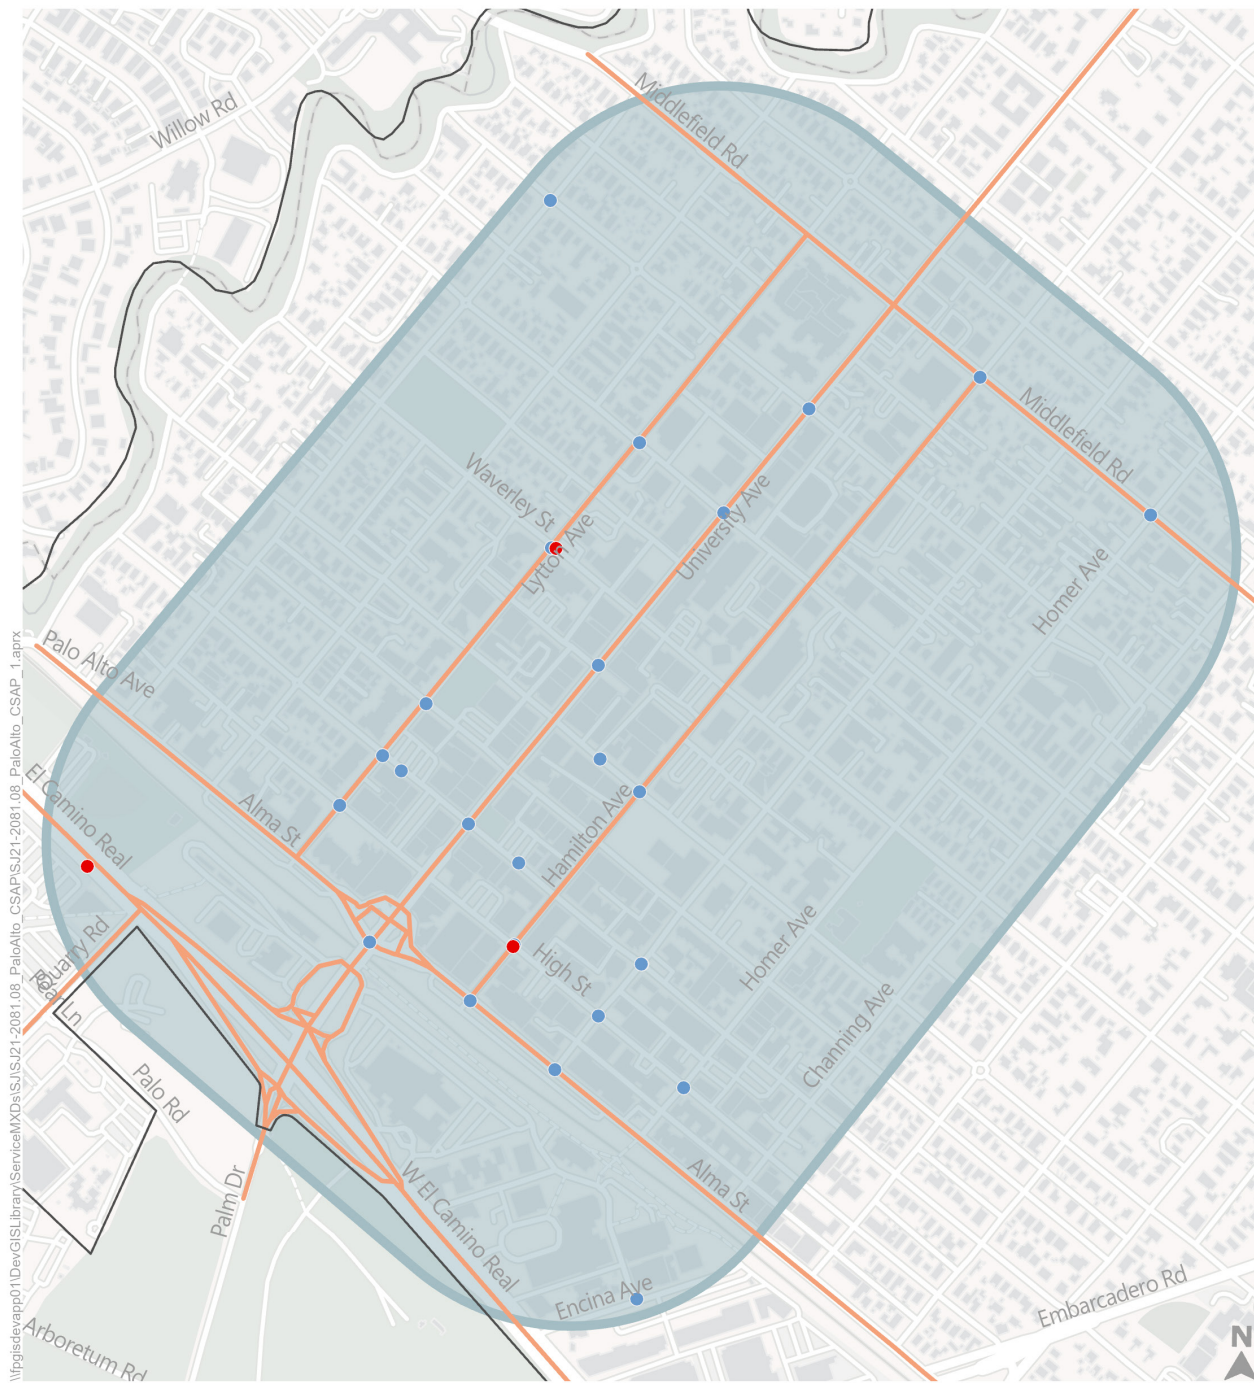 Middlefield Rd
Willow Rd
Middlefield Rd
Waverley St
Lytton Ave
University Ave
Homer Ave
Palo Alto Ave
El Camino Real
Alma St
Hamilton Ave
Quarry Rd
High St
Homer Ave
Channing Ave
Palo Rd
Palm Dr
W El Camino Real
Alma St
Encina Ave
Embarcadero Rd
Arboretum Rd
N
\\fpgisdevapp01\DevGISLibrary\ServiceMXDs\SJ\SJ21-2081.08_PaloAlto_CSAP\SJ21-2081.08_PaloAlto_CSAP_1.aprx